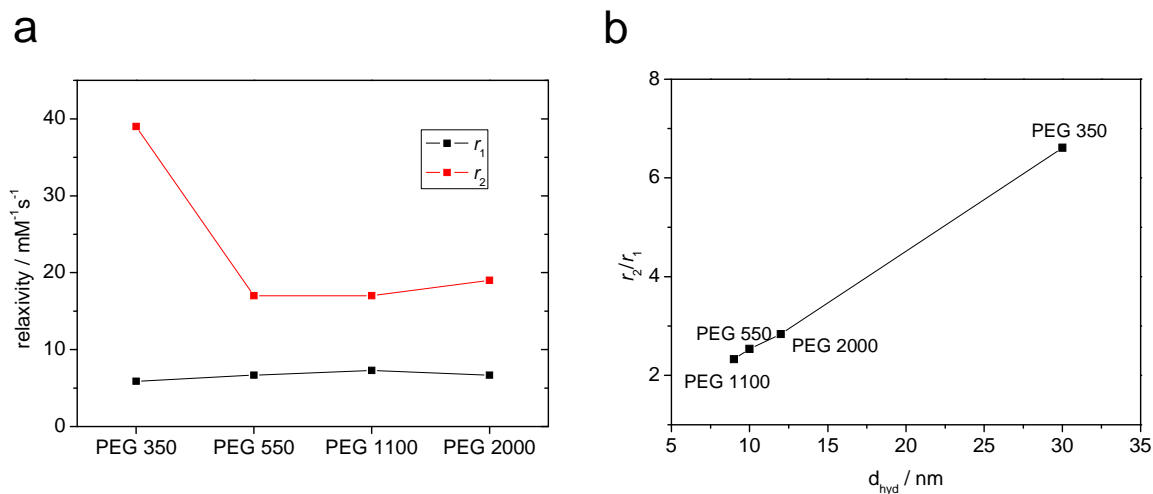 a
relaxivity / mM⁻¹s⁻¹
40
30
20
10
0
r₁
r₂
PEG 350
PEG 550
PEG 1100
PEG 2000
b
r₂/r₁
8
6
4
2
PEG 350
PEG 550
PEG 2000
PEG 1100
5
10
15
20
25
30
35
d_hyd / nm